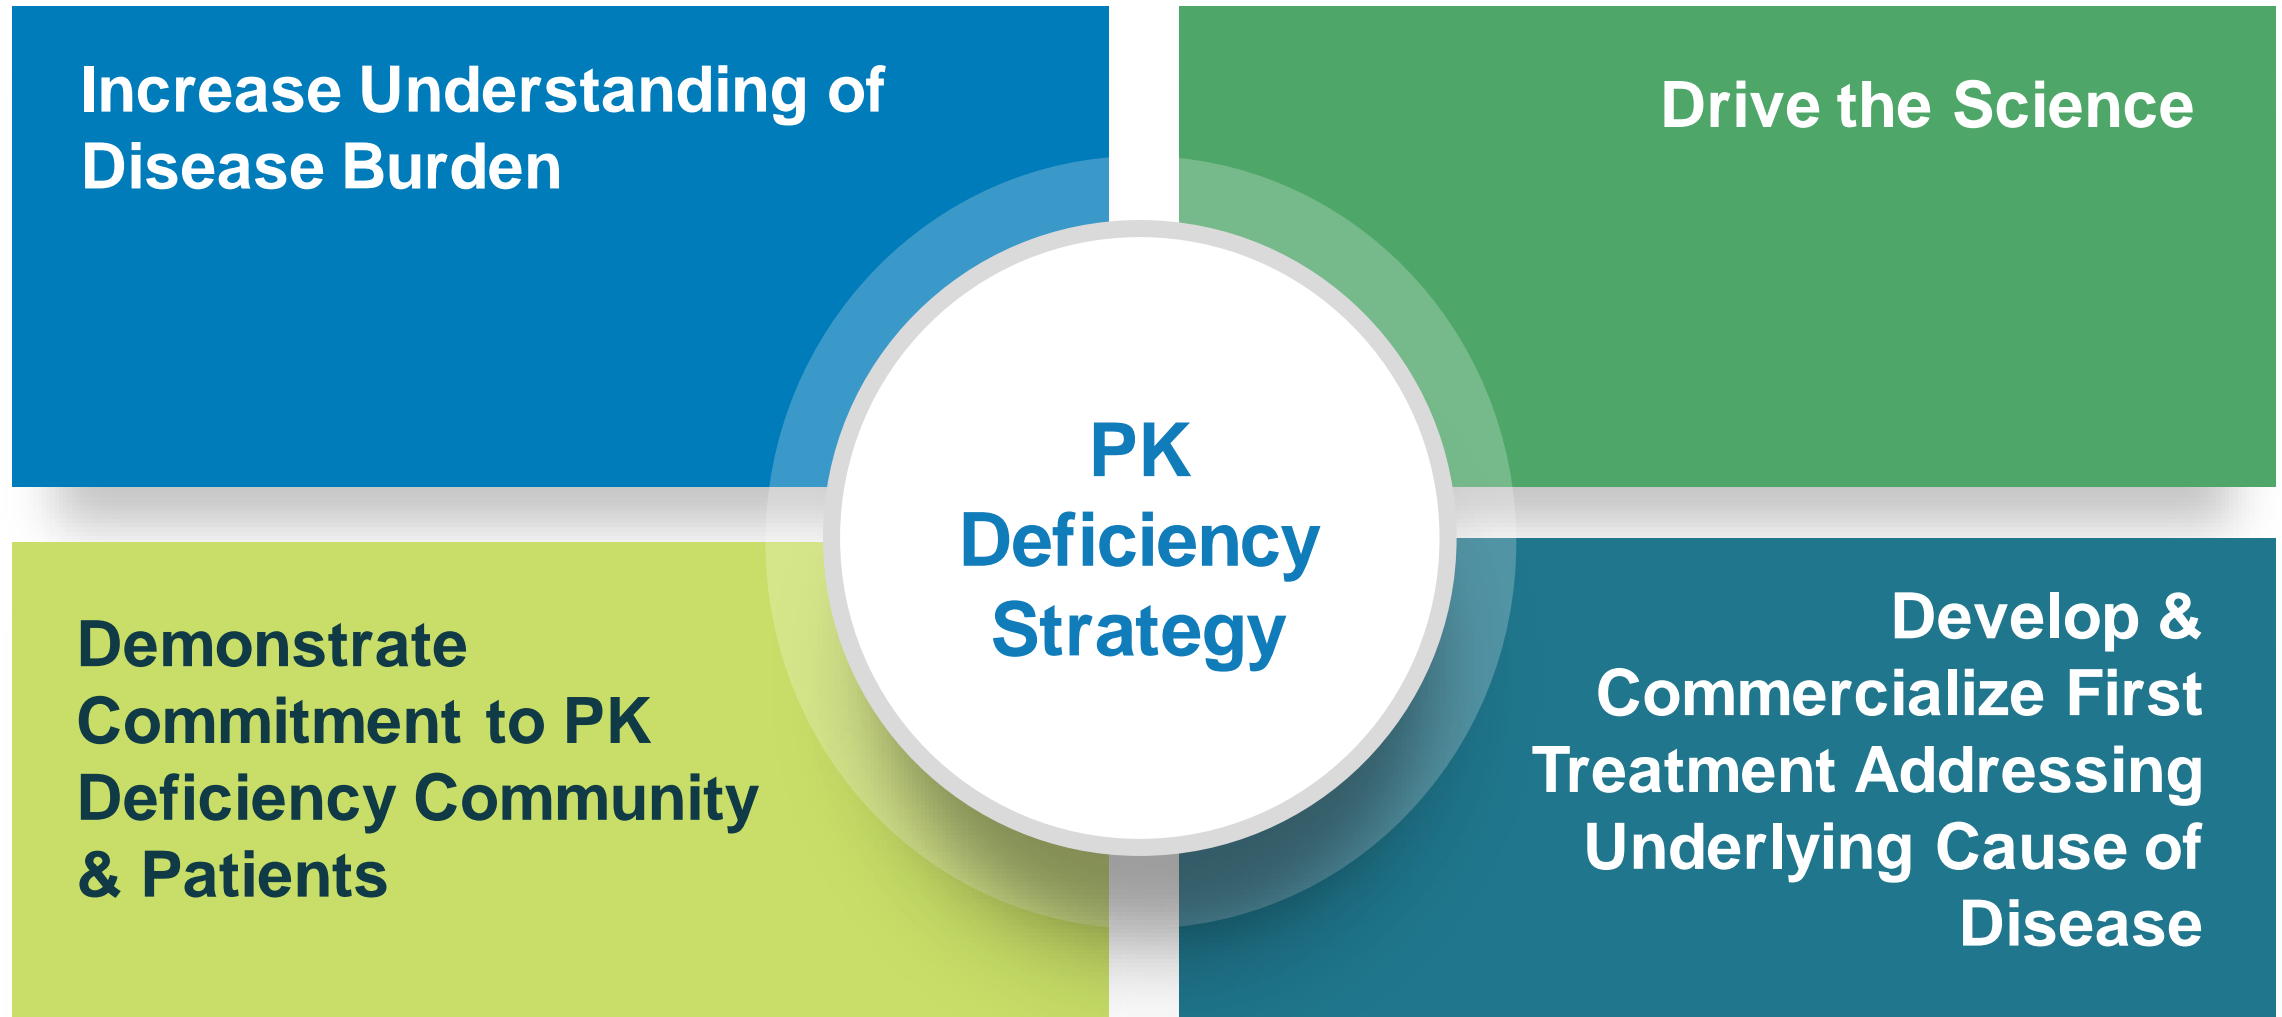 Increase Understanding of
Disease Burden
Drive the Science
PK
Deficiency
Strategy
Demonstrate
Commitment to PK
Deficiency Community
& Patients
Develop &
Commercialize First
Treatment Addressing
Underlying Cause of
Disease